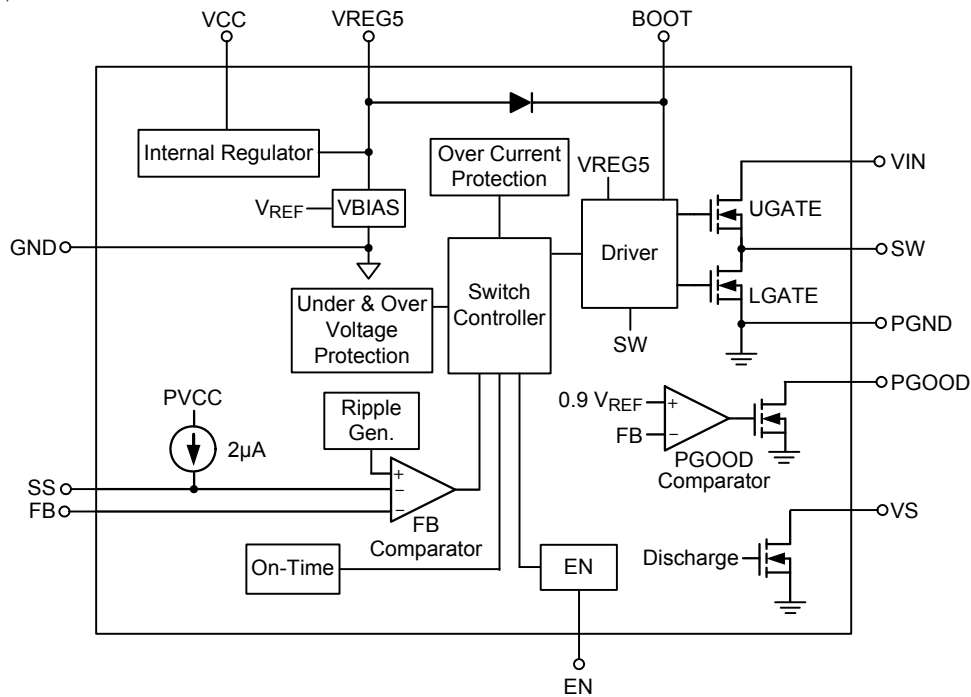 VCC
VREG5
BOOT
Internal Regulator
Over Current
Protection
VREG5
VIN
VREF
VBIAS
UGATE
GND
Driver
SW
Switch
Controller
LGATE
Under & Over
Voltage
Protection
SW
PGND
PVCC
Ripple
Gen.
0.9 VREF
+
PGOOD
2µA
FB
−
PGOOD
Comparator
+
SS
−
FB
−
FB
Comparator
VS
On-Time
EN
Discharge
EN